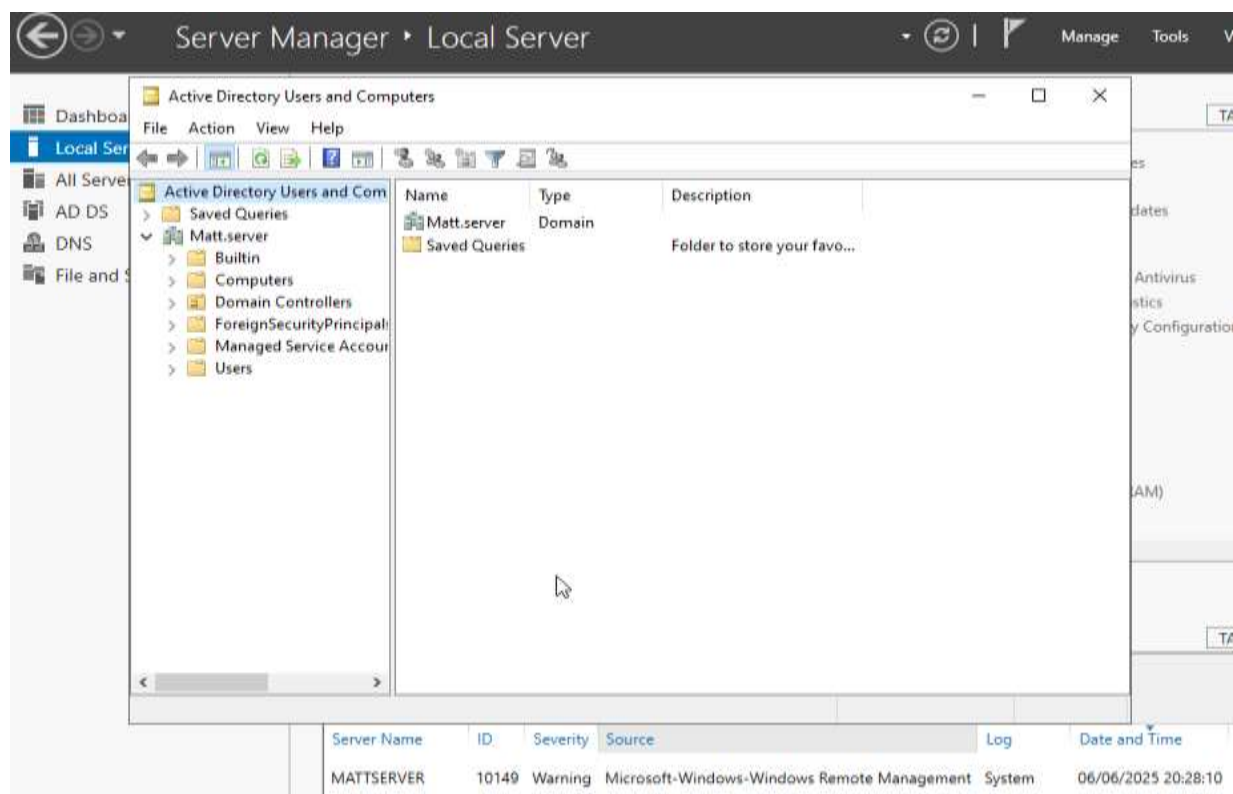 Server Manager ‣ Local Server
Manage Tools
Active Directory Users and Computers
File Action View Help
Dashboa
Local Ser
All Server
AD DS
DNS
File and S
Active Directory Users and Com
Saved Queries
Matt.server
Builtin
Computers
Domain Controllers
ForeignSecurityPrincipals
Managed Service Accoun
Users
Name Type Description
Matt.server Domain
Saved Queries Folder to store your favo...
TA
es
dates
Antivirus
stics
y Configuration
AM)
TA
Server Name ID Severity Source Log Date and Time
MATTSERVER 10149 Warning Microsoft-Windows-Windows Remote Management System 06/06/2025 20:28:10